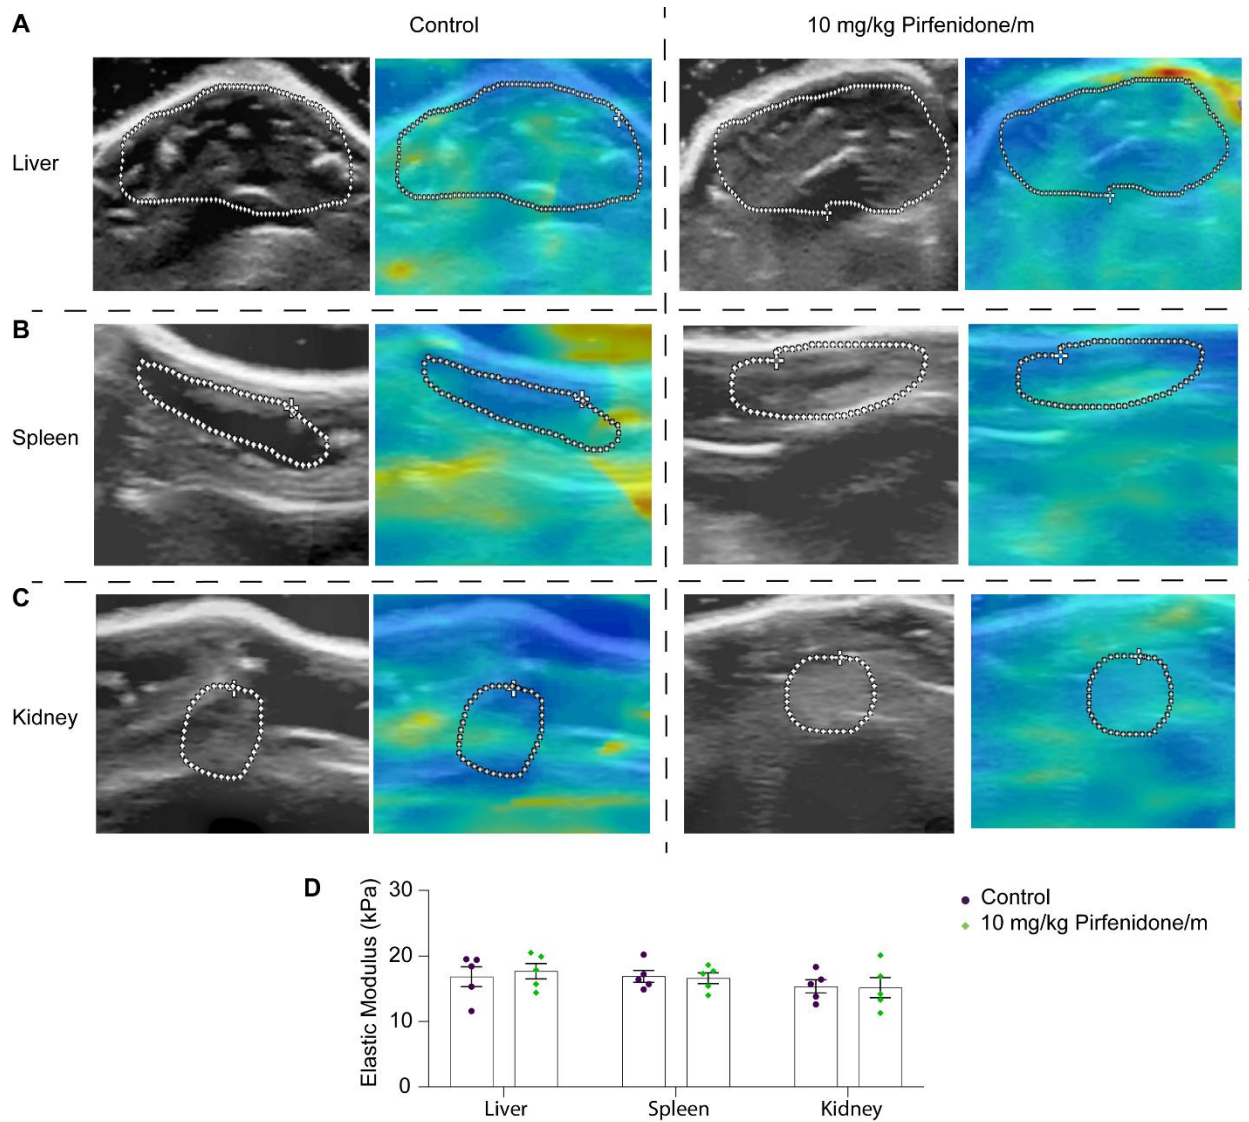 A
Control
10 mg/kg Pirfenidone/m
Liver
B
Spleen
C
Kidney
D
Elastic Modulus (kPa)
30
20
10
0
Liver
Spleen
Kidney
Control
10 mg/kg Pirfenidone/m